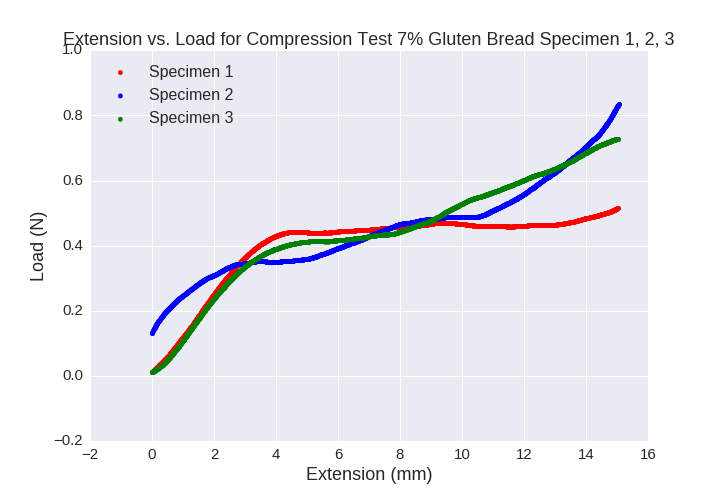 Extension vs. Load for Compression Test 7% Gluten Bread Specimen 1, 2, 3
1.0
Specimen 1
Specimen 2
Specimen 3
0.8
0.6
0.4
0.2
0.0
−0.2
Load (N)
−2 0 2 4 6 8 10 12 14 16
Extension (mm)